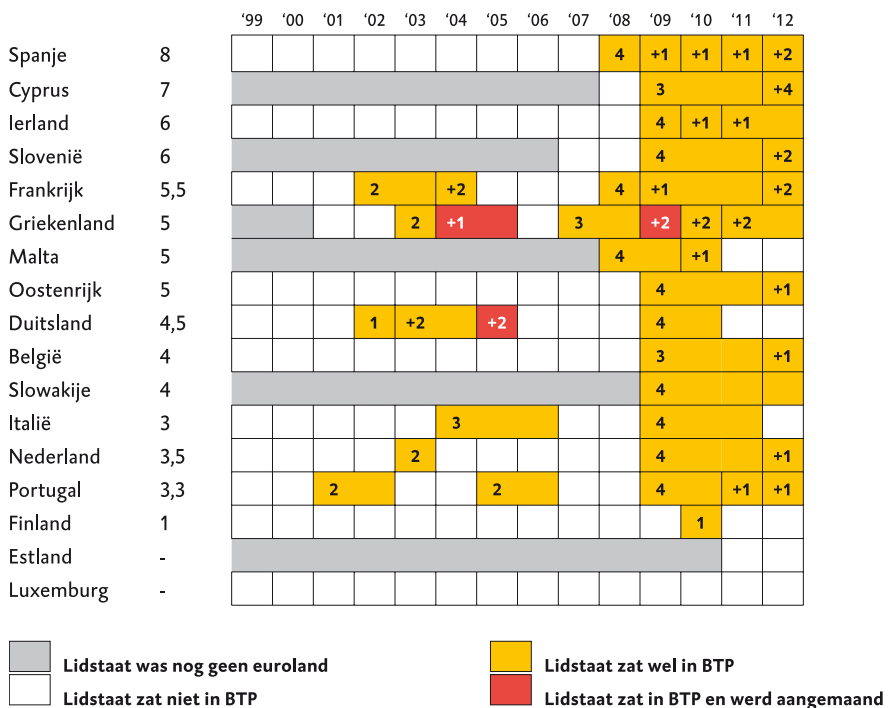 ‘99 ‘00 ‘01 ‘02 ‘03 ‘04 ‘05 ‘06 ‘07 ‘08 ‘09 ‘10 ‘11 ‘12
Spanje 8 4 +1 +1 +1 +2
Cyprus 7 3 +4
Ierland 6 4 +1 +1
Slovenië 6 4 +2
Frankrijk 5,5 2 +2 4 +1 +2
Griekenland 5 2 +1 3 +2 +2 +2
Malta 5 4 +1
Oostenrijk 5 4 +1
Duitsland 4,5 1 +2 +2 4
België 4 3 +1
Slowakije 4 4
Italië 3 3 4
Nederland 3,5 2 4 +1
Portugal 3,3 2 2 4 +1 +1
Finland 1 1
Estland -
Luxemburg -
Lidstaat was nog geen euroland
Lidstaat zat niet in BTP
Lidstaat zat wel in BTP
Lidstaat zat in BTP en werd aangemaand